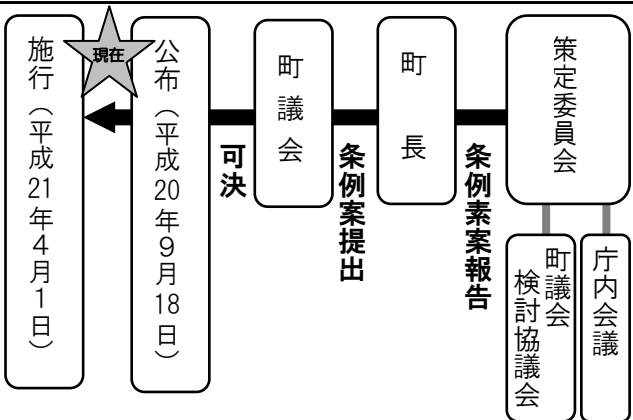 策定委員会
庁内会議
町議会
検討協議会
条例素案報告
町長
条例案提出
町議会
可決
公布（平成20年9月18日）
現在
施行（平成21年4月1日）